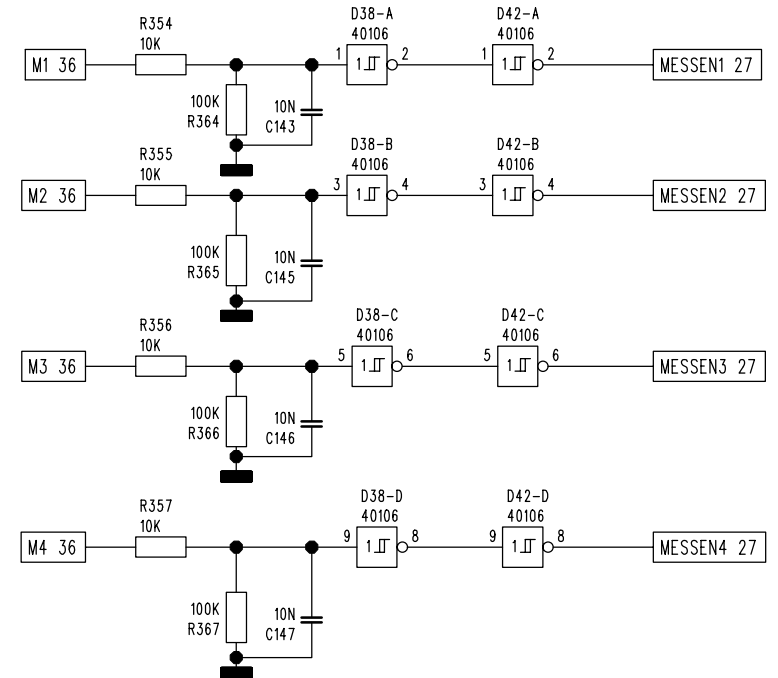 R354
10K
D38-A
40106
D42-A
40106
M1 36
1
1
2
1
1
2
MESSEN1 27
100K
R364
10N
C143
R355
10K
D38-B
40106
D42-B
40106
M2 36
3
1
4
3
1
4
MESSEN2 27
100K
R365
10N
C145
R356
10K
D38-C
40106
D42-C
40106
M3 36
5
1
6
5
1
6
MESSEN3 27
100K
R366
10N
C146
R357
10K
D38-D
40106
D42-D
40106
M4 36
9
1
8
9
1
8
MESSEN4 27
100K
R367
10N
C147